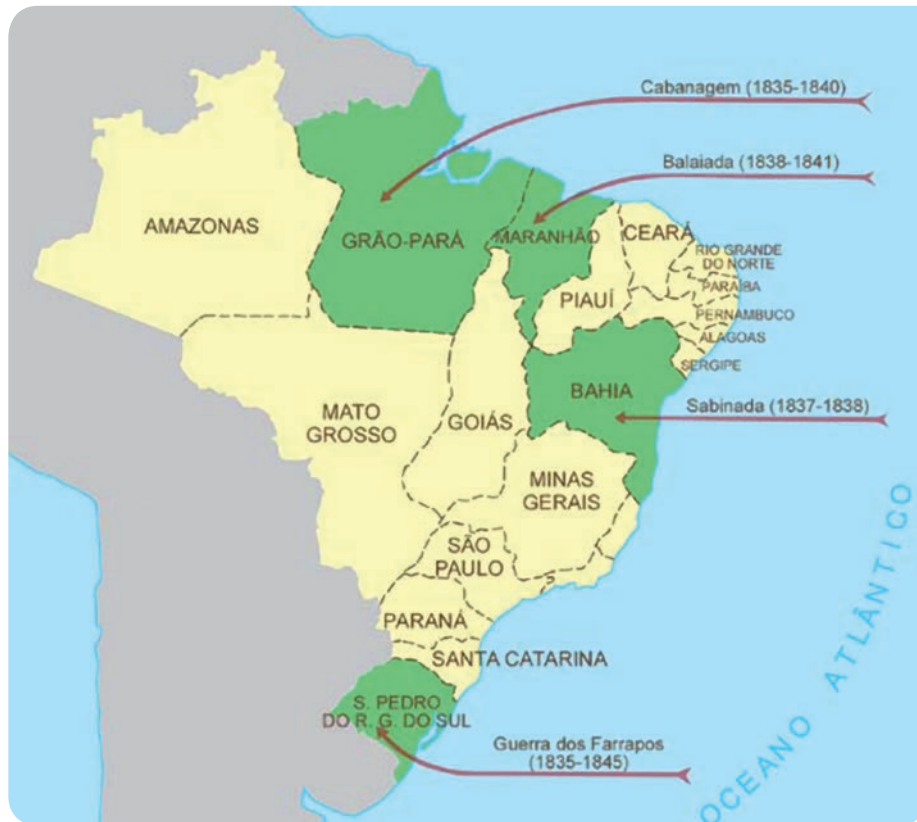 Cabanagem (1835-1840)
Balaiada (1838-1841)
AMAZONAS
GRÃO-PARÁ
MARANHÃO
CEARÁ
RIO GRANDE
DO NORTE
PARAÍBA
PIAUÍ
PERNAMBUCO
ALAGOAS
SERGIPE
BAHIA
Sabinada (1837-1838)
MATO
GROSSO
GOIÁS
MINAS
GERAIS
SÃO
PAULO
PARANÁ
SANTA CATARINA
S. PEDRO
DO R. G. DO SUL
Guerra dos Farrapos
(1835-1845)
OCEANO ATLÂNTICO